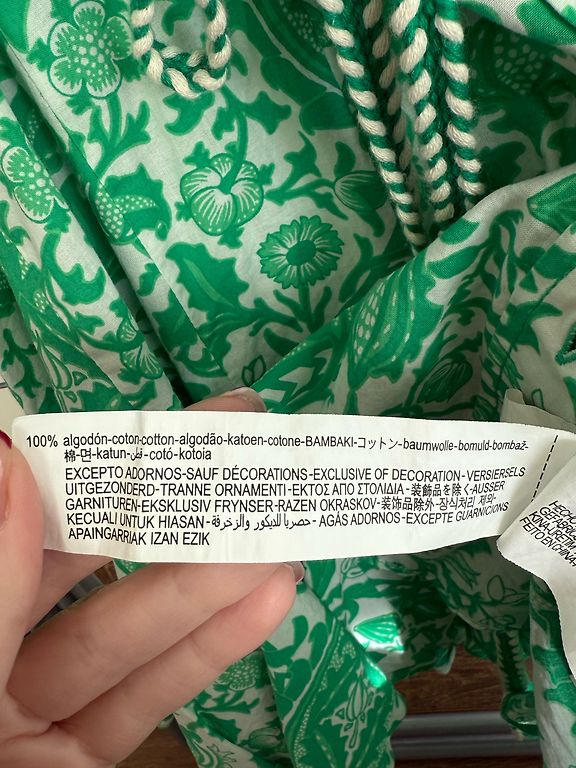 100% algodón-coton-cotton-algodão-katoen-cotone-BAMBAKI-コットン-baumwolle-bomuld-bombaž-
棉-면-katun-قطن-cotó-kotoia
EXCEPTO ADORNOS-SAUF DÉCORATIONS-EXCLUSIVE OF DECORATION-VERSIERSELS
UITGEZONDERD-TRANNE ORNAMENTI-ΕΚΤΟΣ ΑΠΟ ΣΤΟΛΙΔΙΑ-装飾品を除く-AUSSER
GARNITUREN-EKSKLUSIV FRYNSER-RAZEN OKRASKOV-装饰品除外-장식처리 제외-
KECUALI UNTUK HIASAN-حصريا للديكور والزخرفة-AGÁS ADORNOS-EXCEPTE GUARNICIONS
APAINGARRIAK IZAN EZIK